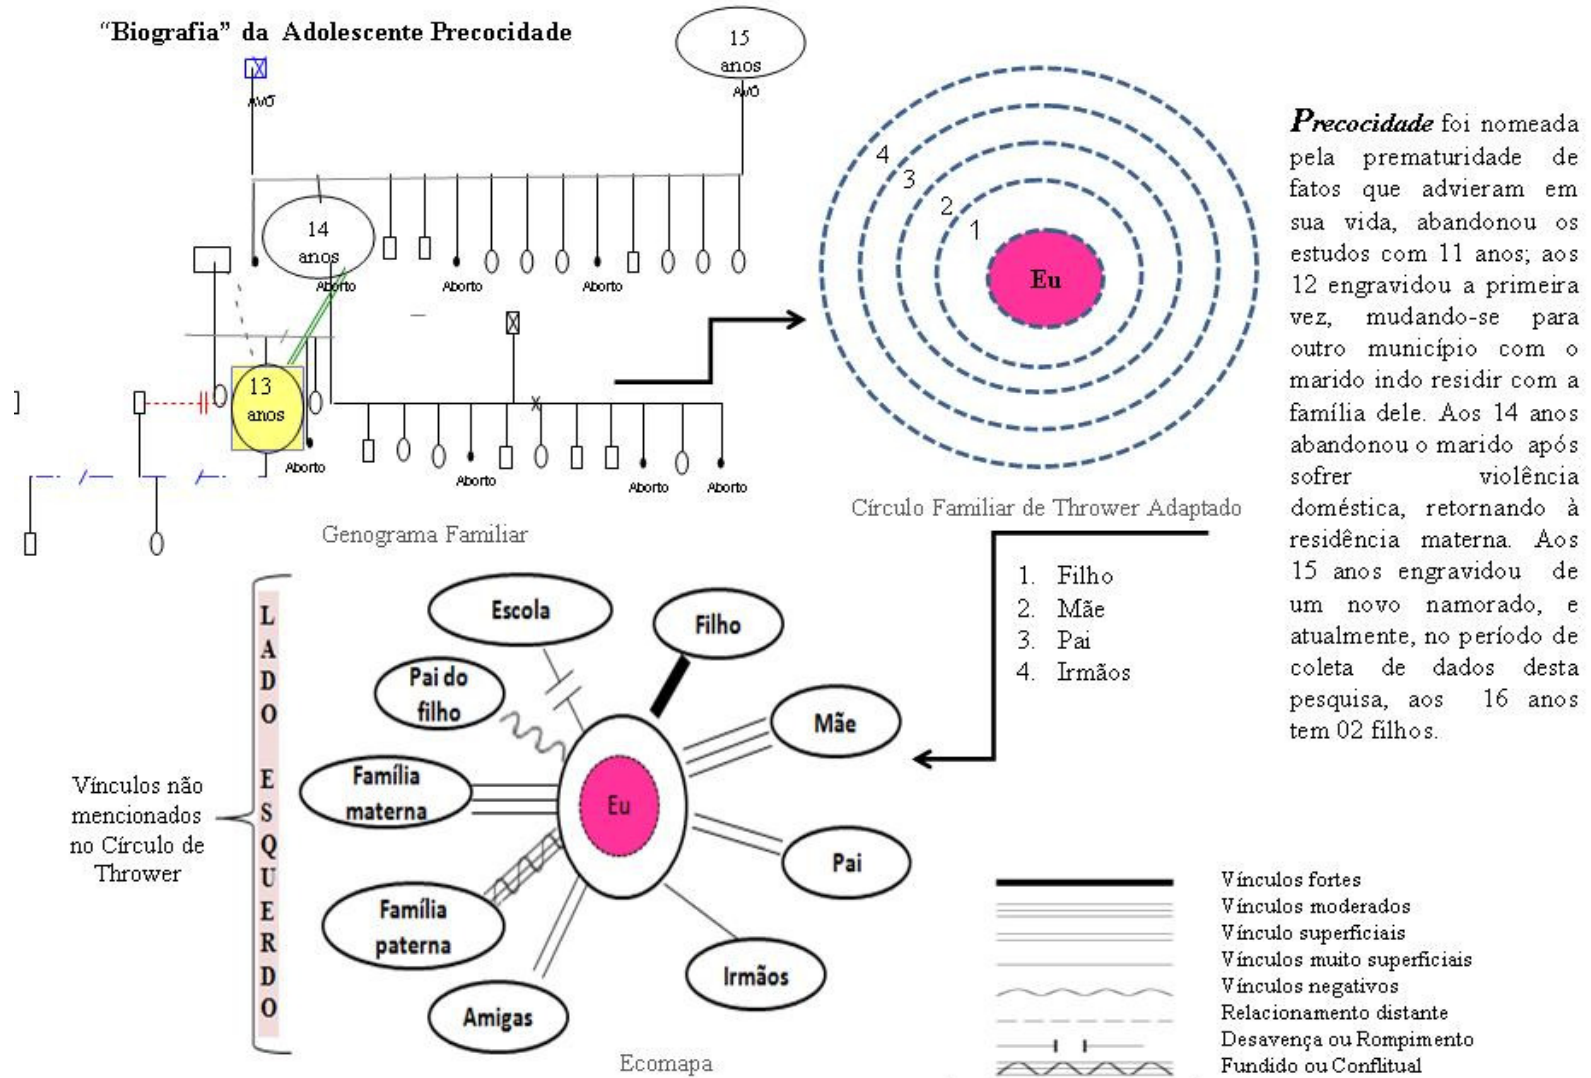 “Biografia” da Adolescente Precocidade
15
anos
AVÔ
AVÓ
14
anos
Aborto
Aborto
Aborto
13
anos
Aborto
Aborto
Aborto
Aborto
Genograma Familiar
4
3
2
1
Eu
Círculo Familiar de Thrower Adaptado
1. Filho
2. Mãe
3. Pai
4. Irmãos
Precocidade foi nomeada
pela prematuridade de
fatos que advieram em
sua vida, abandonou os
estudos com 11 anos; aos
12 engravidou a primeira
vez, mudando-se para
outro município com o
marido indo residir com a
família dele. Aos 14 anos
abandonou o marido após
sofrer violência
doméstica, retornando à
residência materna. Aos
15 anos engravidou de
um novo namorado, e
atualmente, no período de
coleta de dados desta
pesquisa, aos 16 anos
tem 02 filhos.
Vínculos não
mencionados
no Círculo de
Thrower
LADO ESQUERDO
Escola
Filho
Pai do
filho
Mãe
Família
materna
Eu
Pai
Família
paterna
Irmãos
Amigas
Ecomapa
Vínculos fortes
Vínculos moderados
Vínculo superficiais
Vínculos muito superficiais
Vínculos negativos
Relacionamento distante
Desavença ou Rompimento
Fundido ou Conflitual